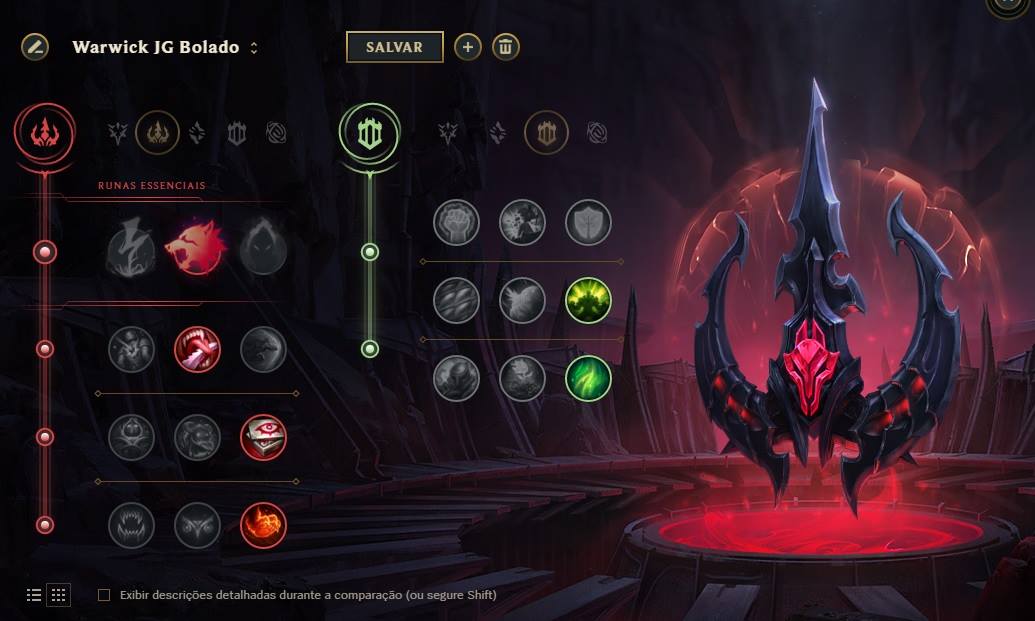 Warwick JG Bolado
SALVAR
RUNAS ESSENCIAIS
Exibir descrições detalhadas durante a comparação (ou segure Shift)